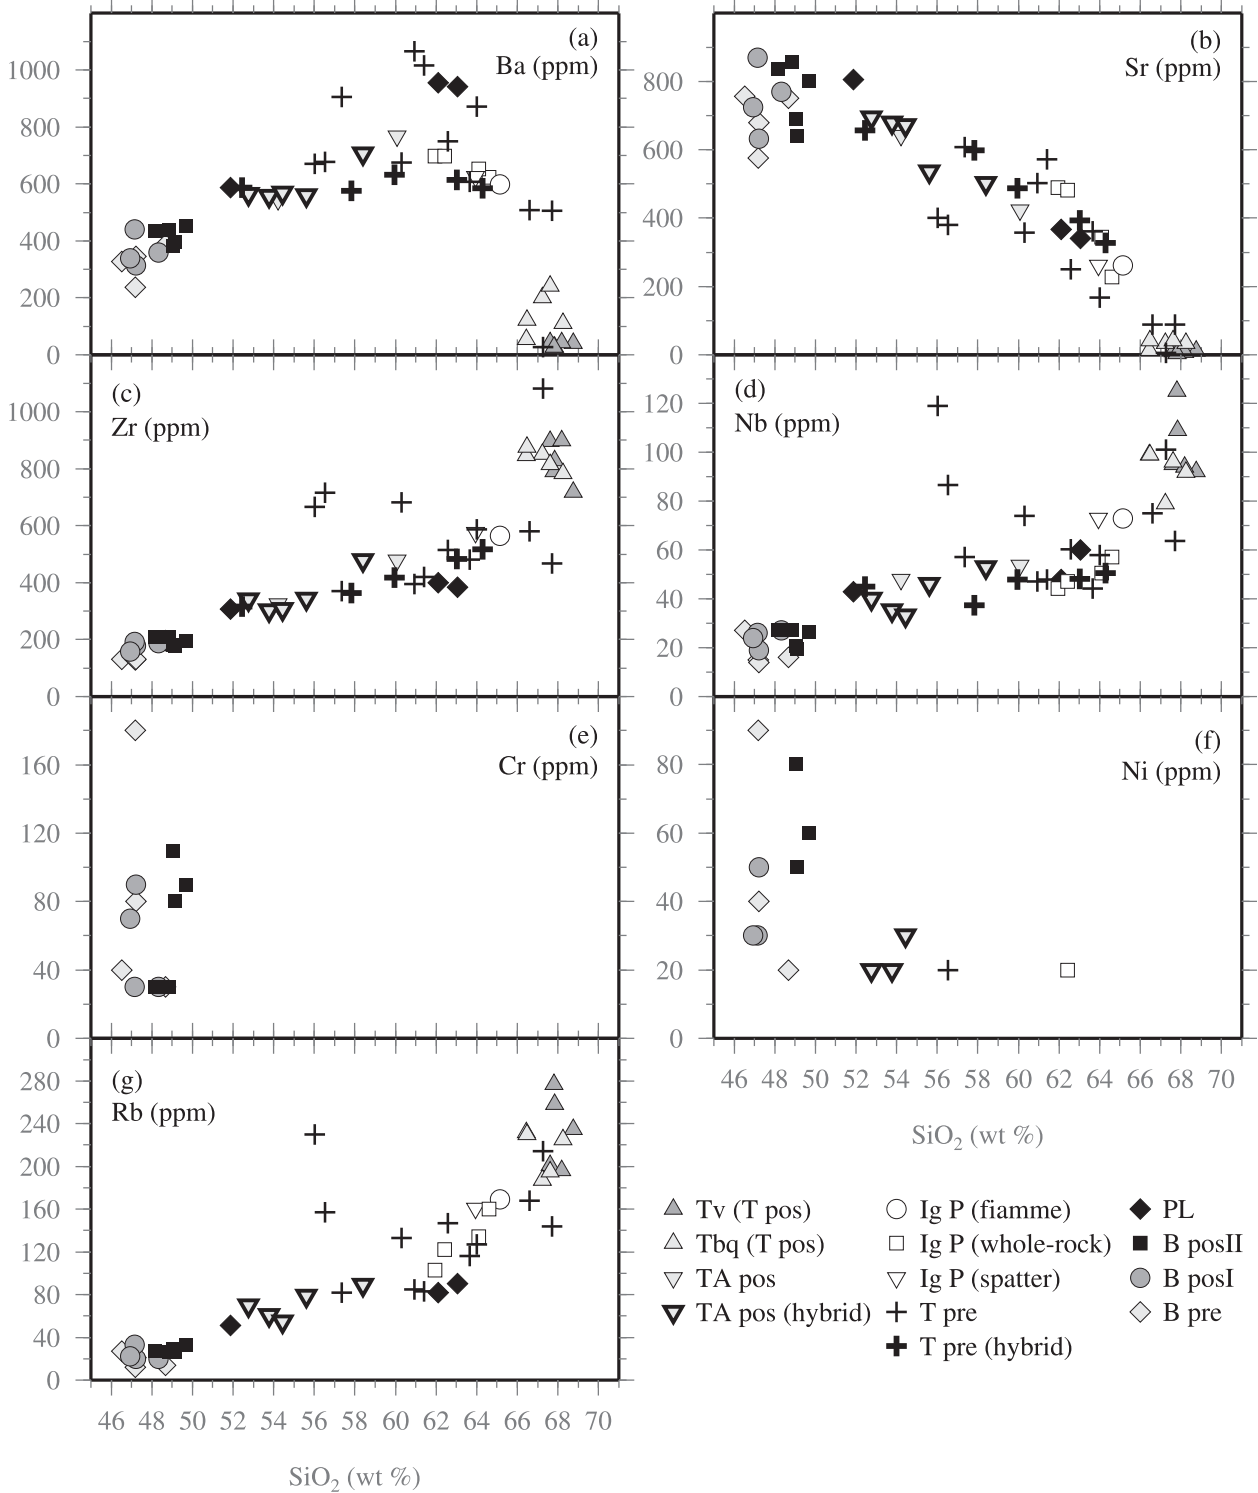 (a)
Ba (ppm)
1000
800
600
400
200
0
(b)
Sr (ppm)
800
600
400
200
0
(c)
Zr (ppm)
1000
800
600
400
200
0
(d)
Nb (ppm)
120
100
80
60
40
20
0
(e)
Cr (ppm)
160
120
80
40
0
(f)
Ni (ppm)
80
60
40
20
0
46 48 50 52 54 56 58 60 62 64 66 68 70
SiO₂ (wt %)
(g)
Rb (ppm)
280
240
200
160
120
80
40
0
46 48 50 52 54 56 58 60 62 64 66 68 70
SiO₂ (wt %)
Tv (T pos)
Tbq (T pos)
TA pos
TA pos (hybrid)
Ig P (fiamme)
Ig P (whole-rock)
Ig P (spatter)
T pre
T pre (hybrid)
PL
B posII
B posI
B pre